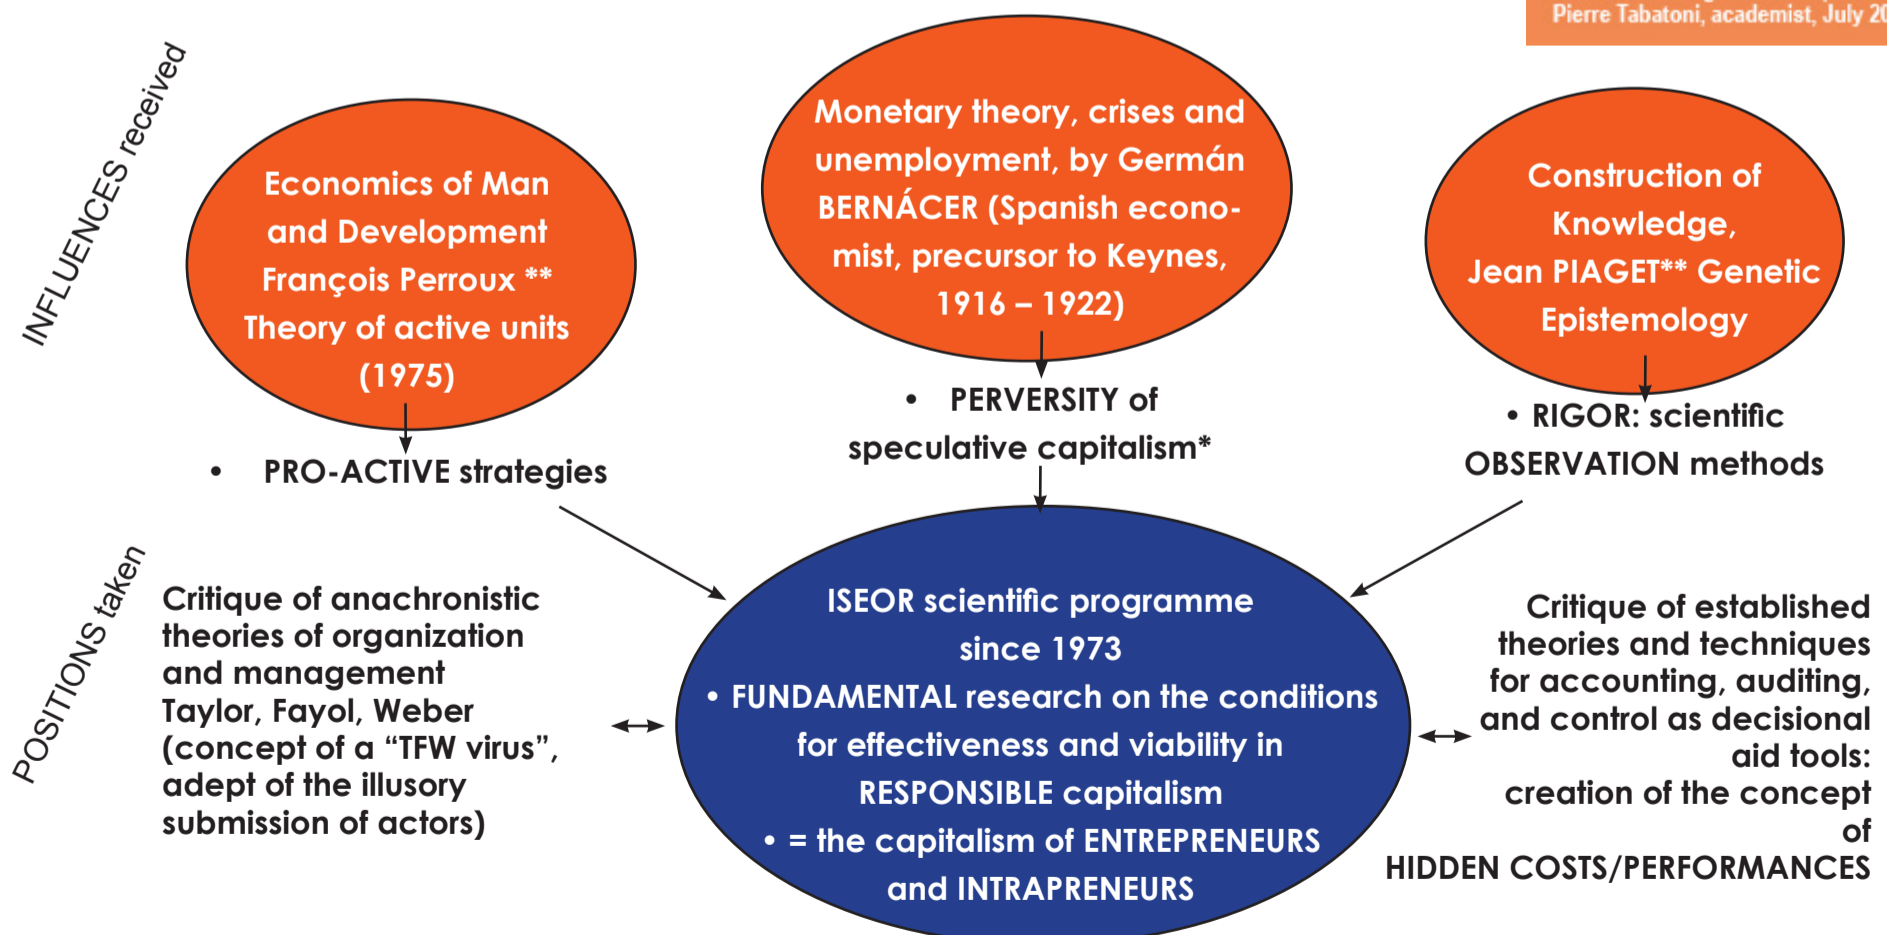 Pierre Tabatoni, academist, July 20
INFLUENCES received
Economics of Man
and Development
François Perroux **
Theory of active units
(1975)
Monetary theory, crises and
unemployment, by Germán
BERNÁCER (Spanish econo-
mist, precursor to Keynes,
1916 – 1922)
Construction of
Knowledge,
Jean PIAGET** Genetic
Epistemology
• PRO-ACTIVE strategies
• PERVERSITY of
speculative capitalism*
• RIGOR: scientific
OBSERVATION methods
POSITIONS taken
Critique of anachronistic
theories of organization
and management
Taylor, Fayol, Weber
(concept of a “TFW virus”,
adept of the illusory
submission of actors)
ISEOR scientific programme
since 1973
• FUNDAMENTAL research on the conditions
for effectiveness and viability in
RESPONSIBLE capitalism
• = the capitalism of ENTREPRENEURS
and INTRAPRENEURS
Critique of established
theories and techniques
for accounting, auditing,
and control as decisional
aid tools:
creation of the concept
of
HIDDEN COSTS/PERFORMANCES